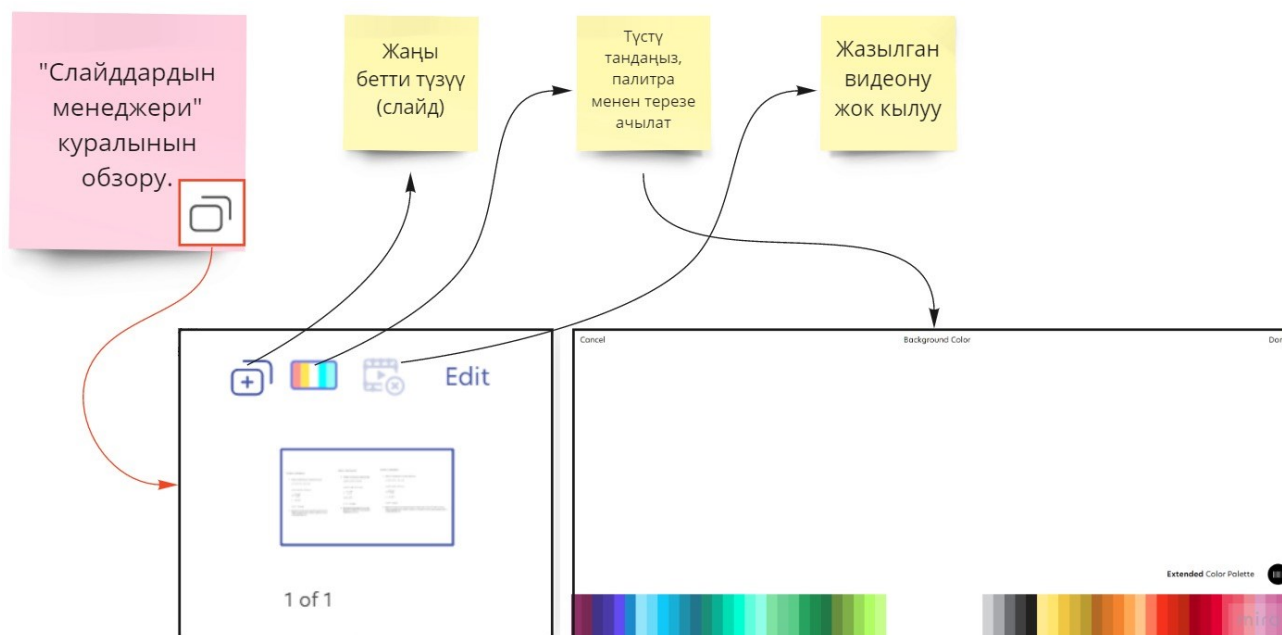 "Слайддардын
менеджери"
куралынын
обзору.
Жаңы
бетти түзүү
(слайд)
Түстү
тандаңыз,
палитра
менен терезе
ачылат
Жазылган
видеону
жок кылуу
Edit
1 of 1
Cancel
Background Color
Extended Color Palette
miro